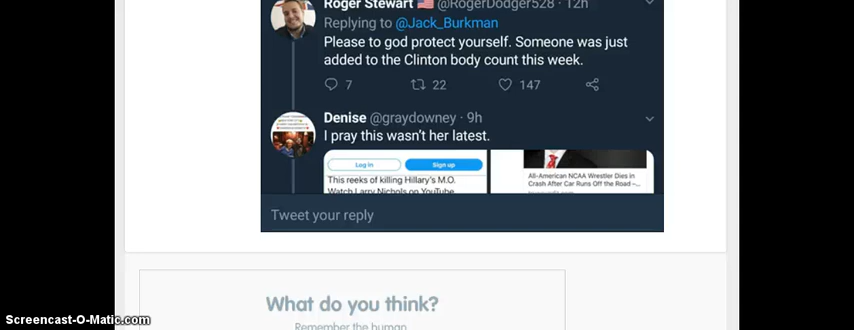 Roger Stewart 🇺🇸 @RogerDodger528 · 12h
Replying to @Jack_Burkman
Please to god protect yourself. Someone was just
added to the Clinton body count this week.
7 22 147
Denise @graydowney · 9h
I pray this wasn't her latest.
Log in Sign up
This reeks of killing Hillary's M.O.
Watch Larry Nichols on YouTube
All-American NCAA Wrestler Dies in
Crash After Car Runs Off the Road –...
Tweet your reply
What do you think?
Remember the human
Screencast-O-Matic.com